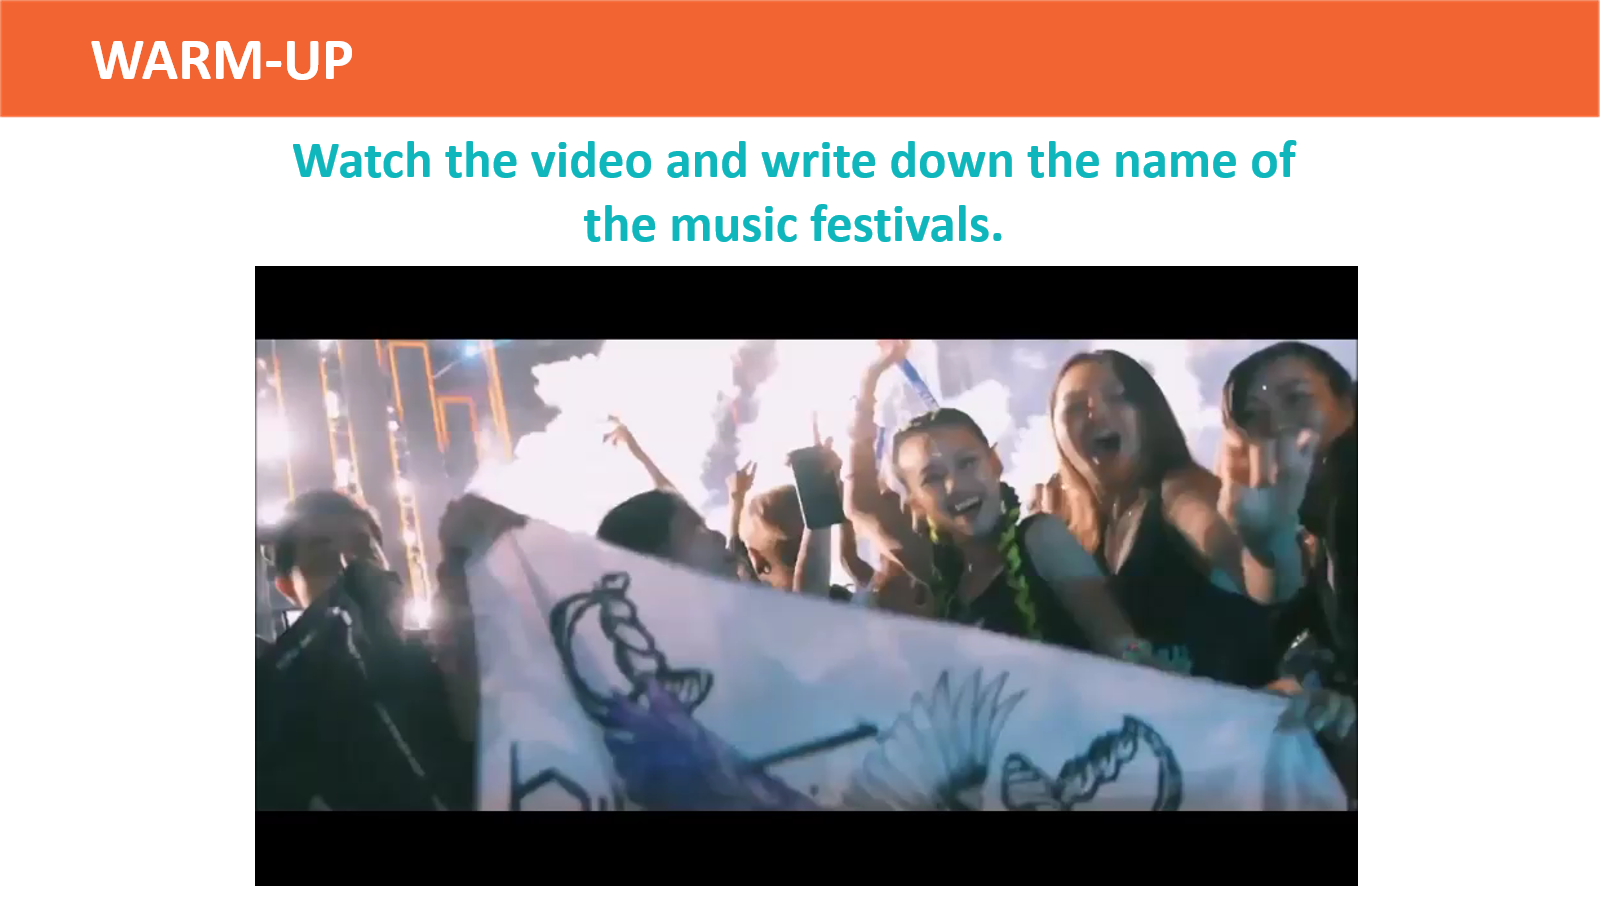 WARM-UP
Watch the video and write down the name of
the music festivals.